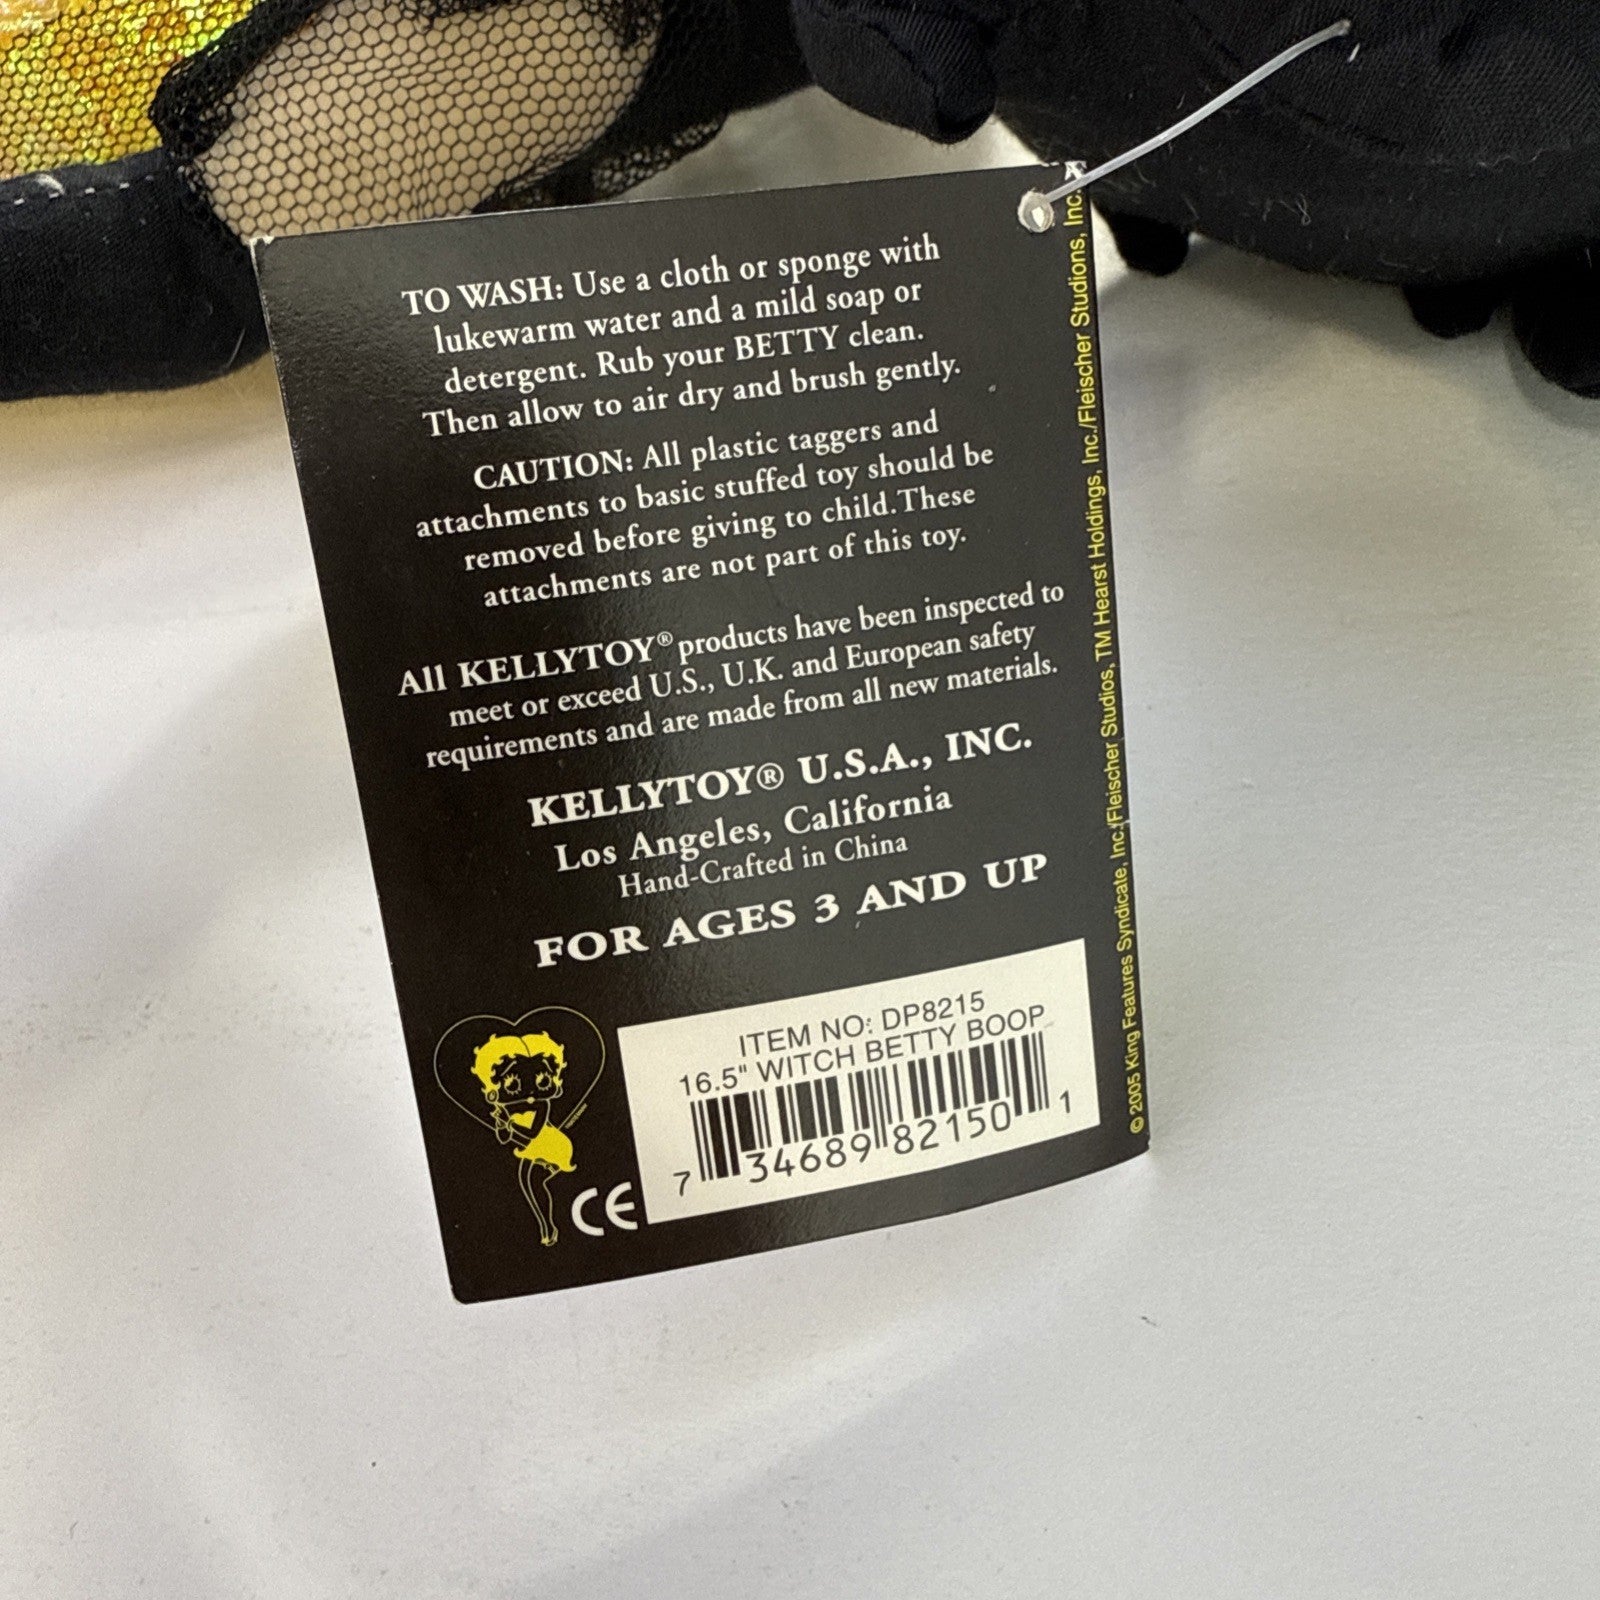 TO WASH: Use a cloth or sponge with
lukewarm water and a mild soap or
detergent. Rub your BETTY clean.
Then allow to air dry and brush gently.
CAUTION: All plastic taggers and
attachments to basic stuffed toy should be
removed before giving to child.These
attachments are not part of this toy.
All KELLYTOY® products have been inspected to
meet or exceed U.S., U.K. and European safety
requirements and are made from all new materials.
KELLYTOY® U.S.A., INC.
Los Angeles, California
Hand-Crafted in China
FOR AGES 3 AND UP
ITEM NO: DP8215
16.5" WITCH BETTY BOOP
7 34689 82150 1
CE
© 2005 King Features Syndicate, Inc./Fleischer Studios, TM Hearst Holdings, Inc./Fleischer Studions, Inc.